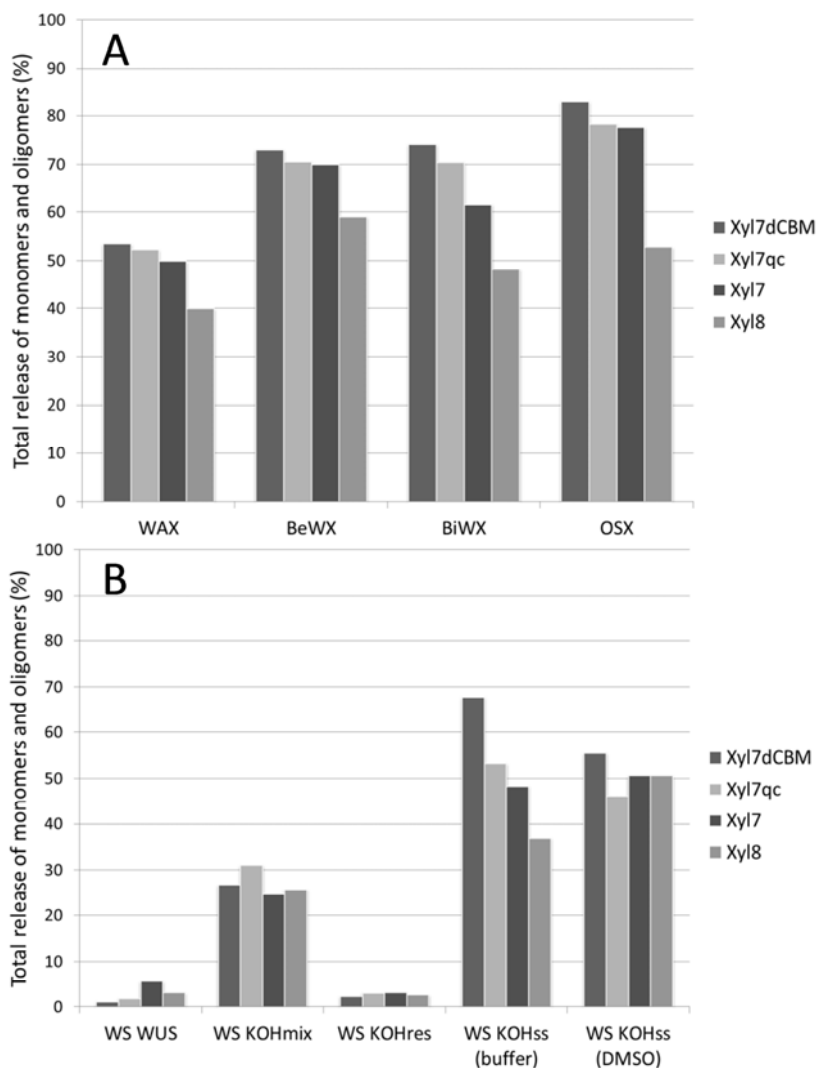 A
Total release of monomers and oligomers (%)
100
90
80
70
60
50
40
30
20
10
0
WAX BeWX BiWX OSX
Xyl7dCBM
Xyl7qc
Xyl7
Xyl8
B
Total release of monomers and oligomers (%)
100
90
80
70
60
50
40
30
20
10
0
WS WUS WS KOHmix WS KOHres WS KOHss WS KOHss
(buffer) (DMSO)
Xyl7dCBM
Xyl7qc
Xyl7
Xyl8